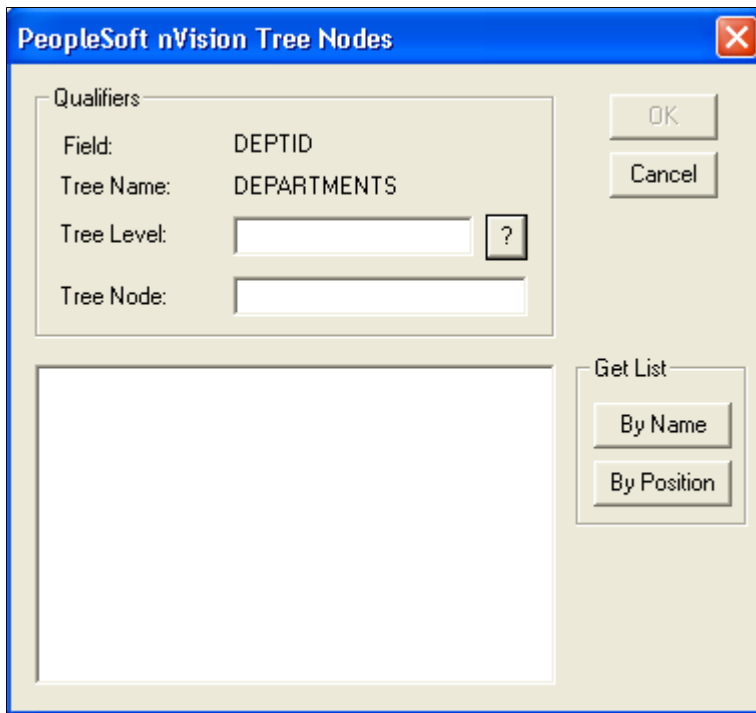 PeopleSoft nVision Tree Nodes
Qualifiers
Field: DEPTID
OK
Tree Name: DEPARTMENTS
Cancel
Tree Level: ?
Tree Node:
Get List
By Name
By Position